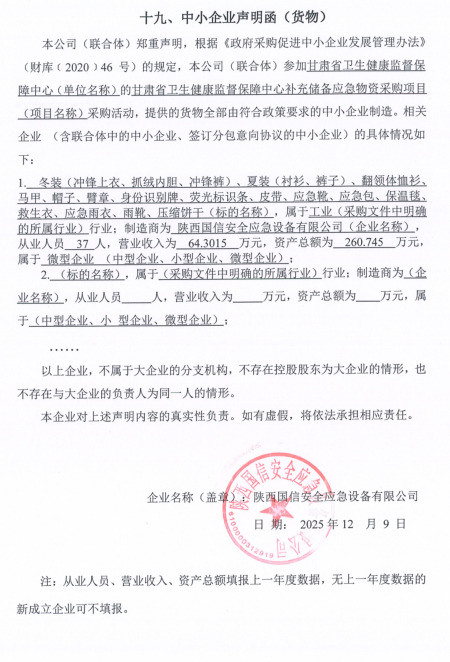 十九、中小企业声明函（货物）
本公司（联合体）郑重声明，根据《政府采购促进中小企业发展管理办法》
（财库﹝2020﹞46 号）的规定，本公司（联合体）参加甘肃省卫生健康监督保
障中心（单位名称）的甘肃省卫生健康监督保障中心补充储备应急物资采购项目
（项目名称）采购活动，提供的货物全部由符合政策要求的中小企业制造。相关
企业 （含联合体中的中小企业、签订分包意向协议的中小企业）的具体情况如
下：
1. 冬装（冲锋上衣、抓绒内胆、冲锋裤）、夏装（衬衫、裤子）、翻领体恤衫、
马甲、帽子、臂章、身份识别牌、荧光标识条、皮带、应急靴、应急包、保温毯、
救生衣、应急雨衣、雨靴、压缩饼干（标的名称），属于工业（采购文件中明确
的所属行业）行业；制造商为 陕西国信安全应急设备有限公司（企业名称），
从业人员 37 人，营业收入为 64.3015 万元，资产总额为 260.745 万元，
属于 微型企业 （中型企业、小型企业、微型企业）；
2. （标的名称），属于（采购文件中明确的所属行业）行业；制造商为（企
业名称），从业人员____人，营业收入为____万元，资产总额为____万元，属
于（中型企业、小 型企业、微型企业）；
……
以上企业，不属于大企业的分支机构，不存在控股股东为大企业的情形，也
不存在与大企业的负责人为同一人的情形。
本企业对上述声明内容的真实性负责。如有虚假，将依法承担相应责任。
企业名称（盖章）：陕西国信安全应急设备有限公司
日 期： 2025年12 月 9 日
注：从业人员、营业收入、资产总额填报上一年度数据，无上一年度数据的
新成立企业可不填报。